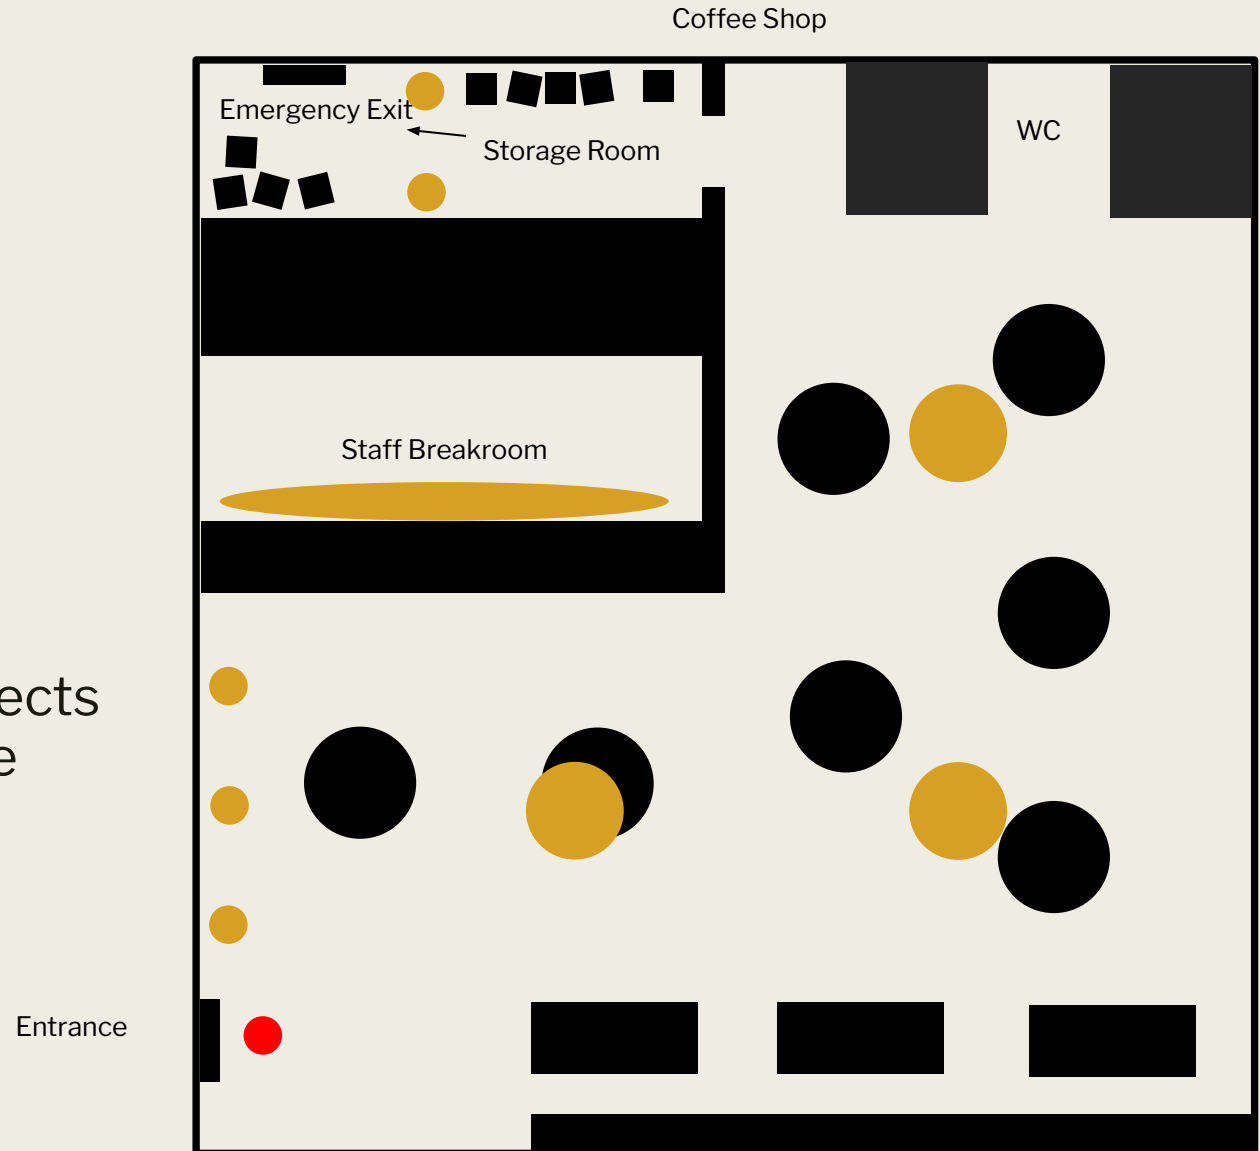 Coffee Shop
Emergency Exit
Storage Room
WC
Staff Breakroom
ects
e
Entrance